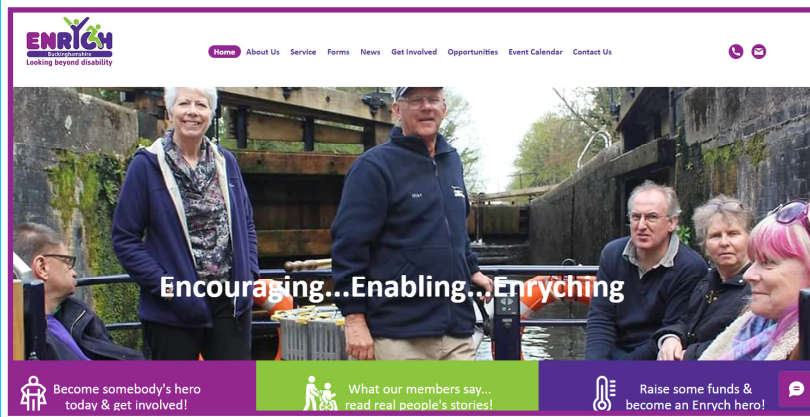 ENRYCH
Buckinghamshire
Looking beyond disability
Home About Us Service Forms News Get Involved Opportunities Event Calendar Contact Us
Encouraging...Enabling...Enryching
Become somebody's hero
today & get involved!
What our members say...
read real people's stories!
Raise some funds &
become an Enrych hero!